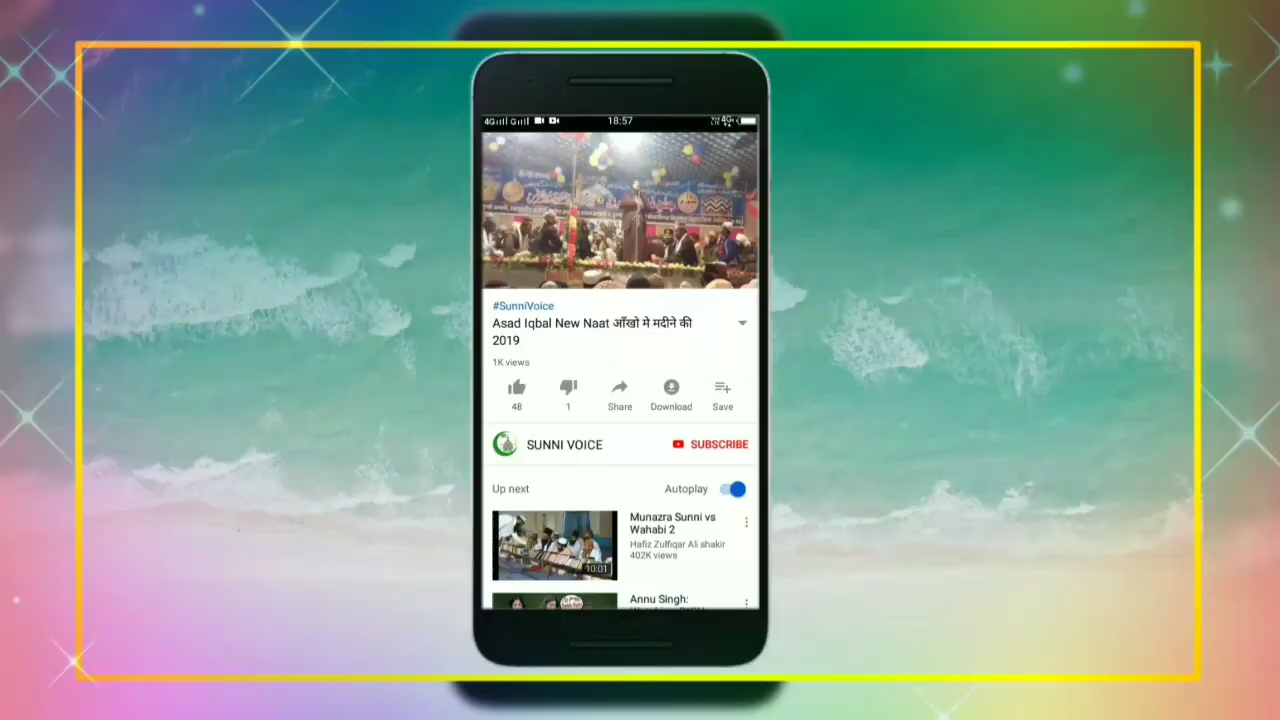 18:57
#SunniVoice
Asad Iqbal New Naat आँखो मे मदीने की
2019
1K views
48
1
Share
Download
Save
SUNNI VOICE
SUBSCRIBE
Up next
Autoplay
Munazra Sunni vs
Wahabi 2
Hafiz Zulfiqar Ali shakir
402K views
10:01
Annu Singh: